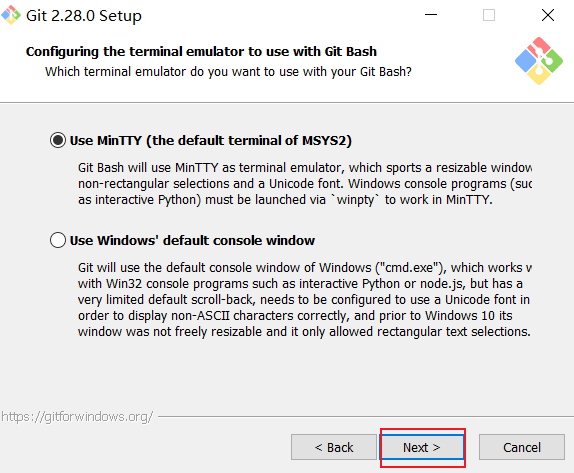 Git 2.28.0 Setup
Configuring the terminal emulator to use with Git Bash
Which terminal emulator do you want to use with your Git Bash?
Use MinTTY (the default terminal of MSYS2)
Git Bash will use MinTTY as terminal emulator, which sports a resizable window
non-rectangular selections and a Unicode font. Windows console programs (suc
as interactive Python) must be launched via `winpty` to work in MinTTY.
Use Windows' default console window
Git will use the default console window of Windows ("cmd.exe"), which works w
with Win32 console programs such as interactive Python or node.js, but has a
very limited default scroll-back, needs to be configured to use a Unicode font in
order to display non-ASCII characters correctly, and prior to Windows 10 its
window was not freely resizable and it only allowed rectangular text selections.
https://gitforwindows.org/
< Back
Next >
Cancel